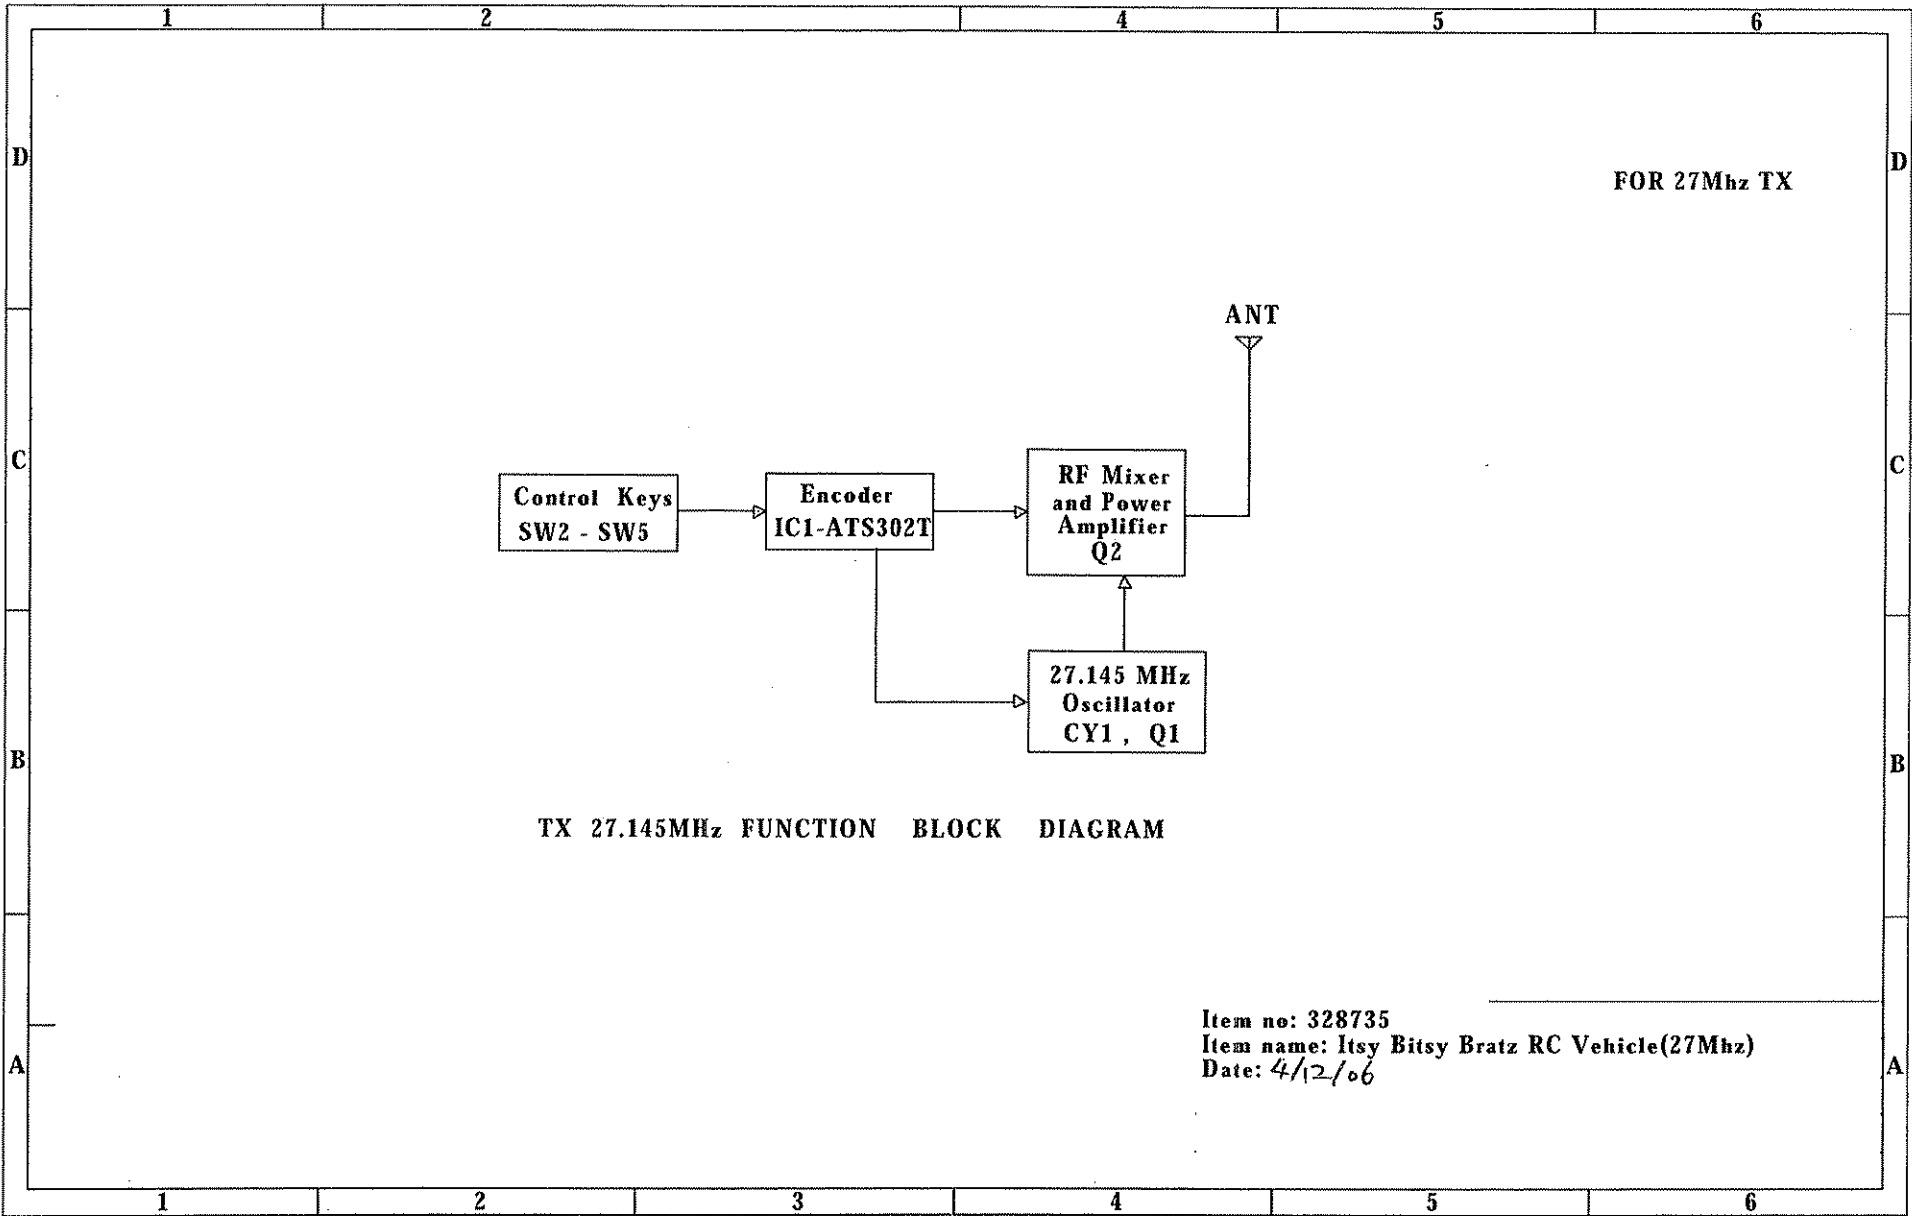 1 2 4 5 6
D D
FOR 27Mhz TX
ANT
C C
Control Keys
SW2 - SW5
Encoder
IC1-ATS302T
RF Mixer
and Power
Amplifier
Q2
27.145 MHz
Oscillator
CY1 , Q1
B B
TX 27.145MHz FUNCTION BLOCK DIAGRAM
Item no: 328735
Item name: Itsy Bitsy Bratz RC Vehicle(27Mhz)
Date: 4/12/06
A A
1 2 3 4 5 6